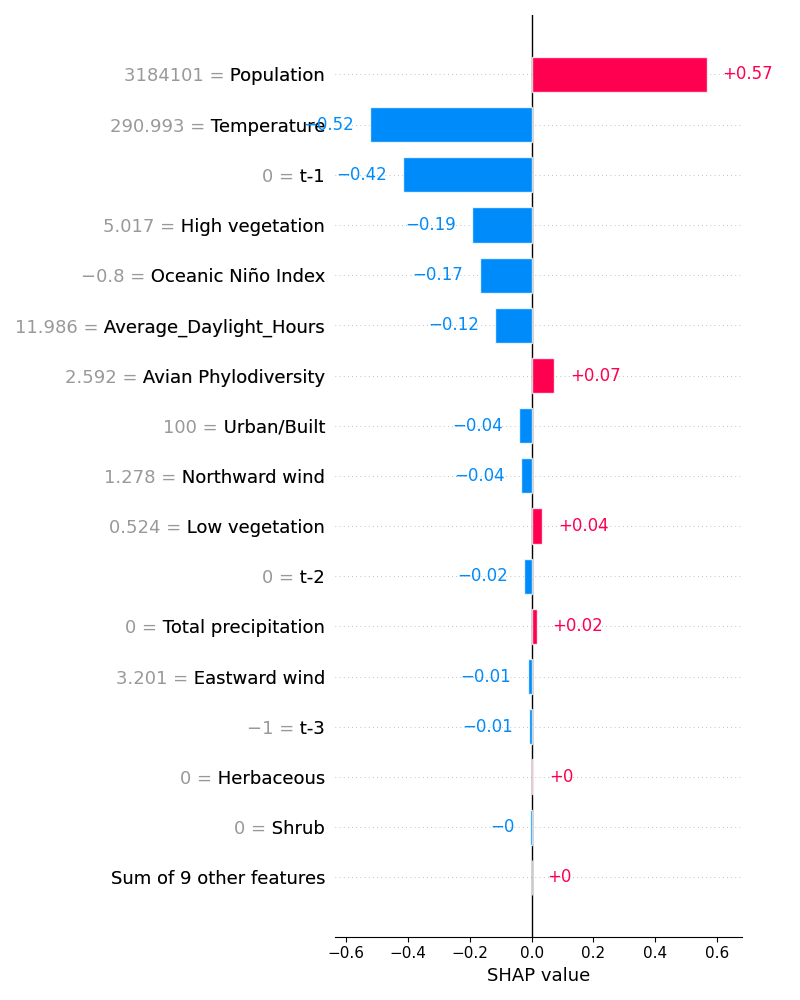 3184101 = Population +0.57
290.993 = Temperature −0.52
0 = t-1 −0.42
5.017 = High vegetation −0.19
−0.8 = Oceanic Niño Index −0.17
11.986 = Average_Daylight_Hours −0.12
2.592 = Avian Phylodiversity +0.07
100 = Urban/Built −0.04
1.278 = Northward wind −0.04
0.524 = Low vegetation +0.04
0 = t-2 −0.02
0 = Total precipitation +0.02
3.201 = Eastward wind −0.01
−1 = t-3 −0.01
0 = Herbaceous +0
0 = Shrub −0
Sum of 9 other features +0
−0.6 −0.4 −0.2 0.0 0.2 0.4 0.6
SHAP value